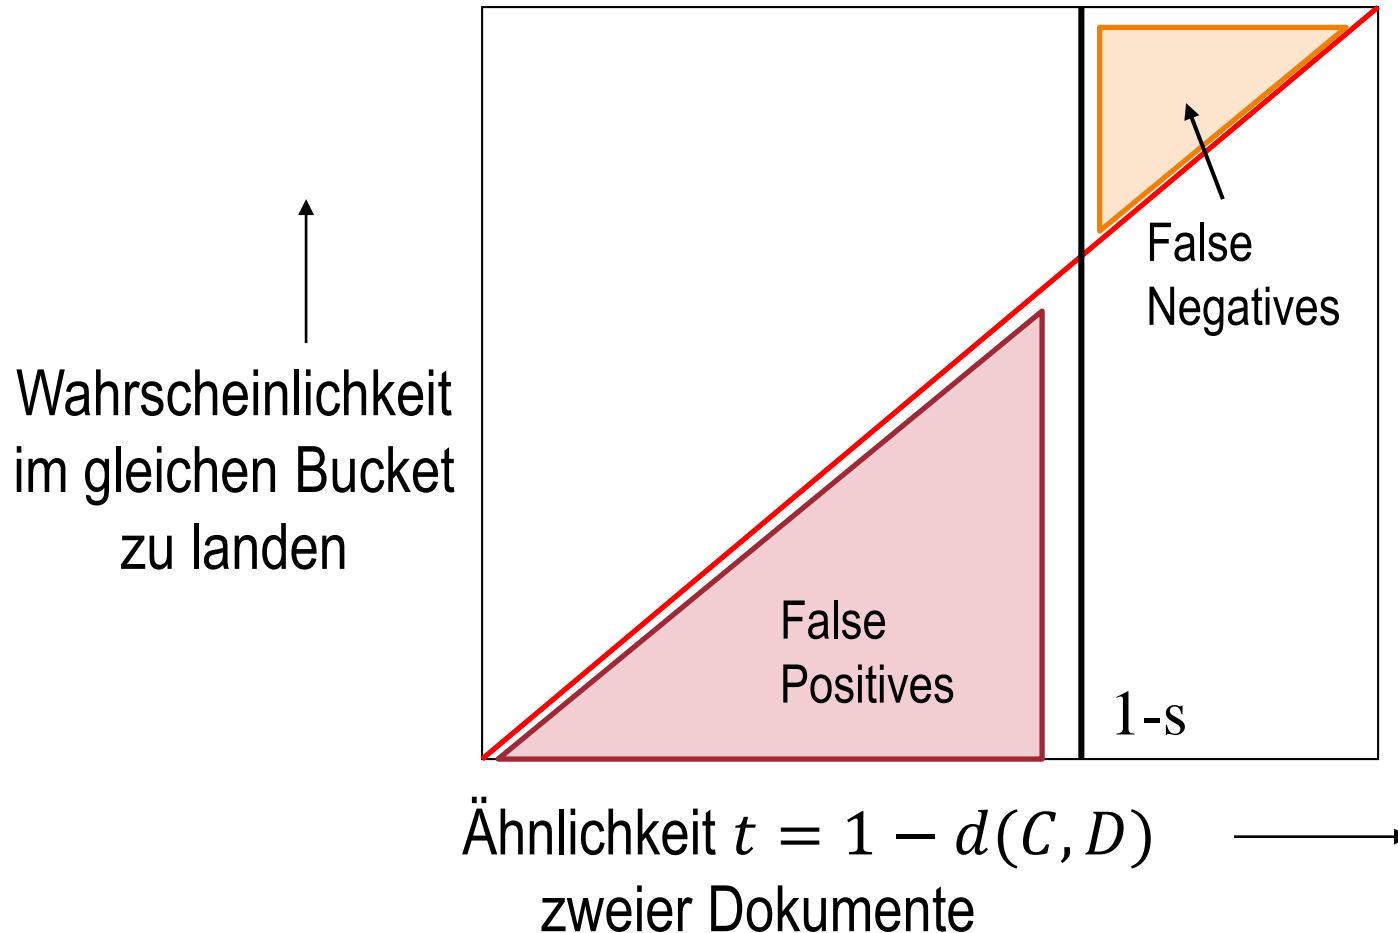 False
Negatives
Wahrscheinlichkeit
im gleichen Bucket
zu landen
False
Positives
1-s
Ähnlichkeit t = 1 − d(C, D)
zweier Dokumente